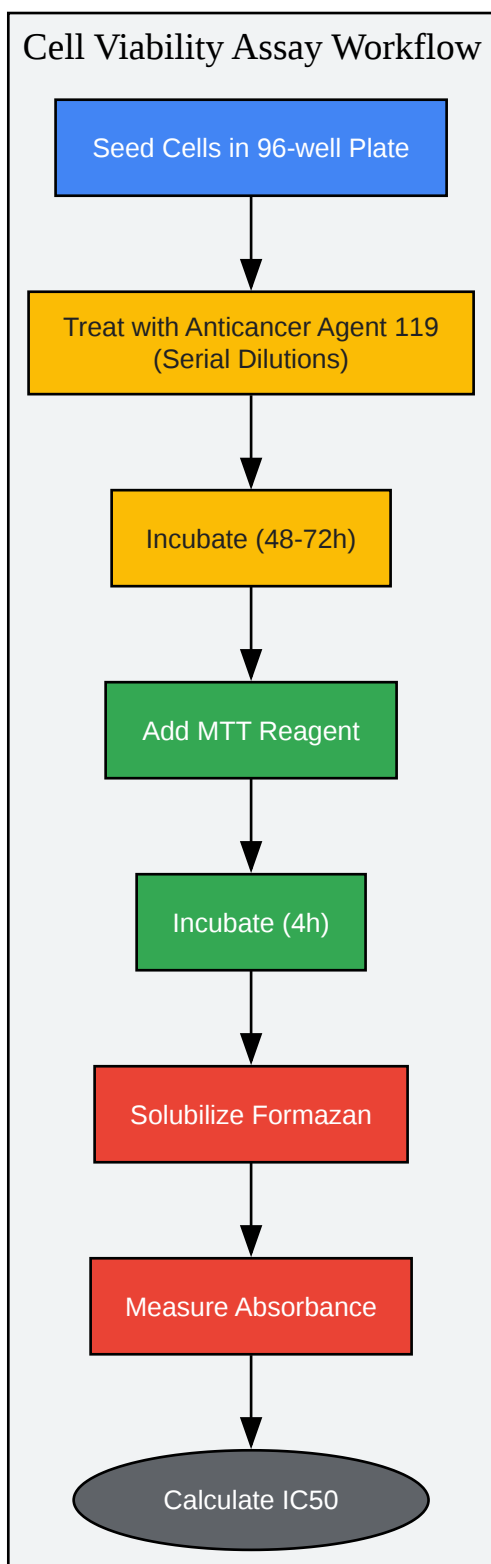 Cell Viability Assay Workflow
Seed Cells in 96-well Plate
Treat with Anticancer Agent 119
(Serial Dilutions)
Incubate (48-72h)
Add MTT Reagent
Incubate (4h)
Solubilize Formazan
Measure Absorbance
Calculate IC50